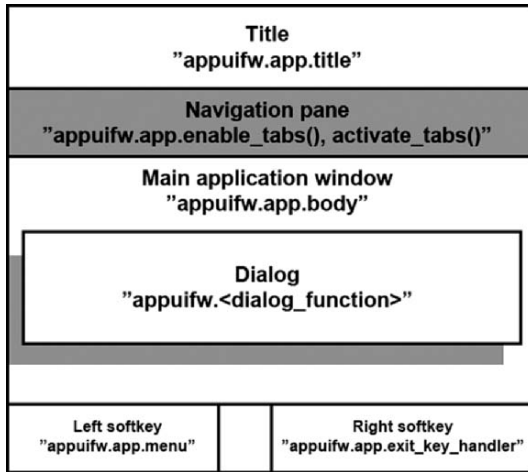 Title
”appuifw.app.title”
Navigation pane
”appuifw.app.enable_tabs(), activate_tabs()”
Main application window
”appuifw.app.body”
Dialog
”appuifw.<dialog_function>”
Left softkey
”appuifw.app.menu”
Right softkey
”appuifw.app.exit_key_handler”